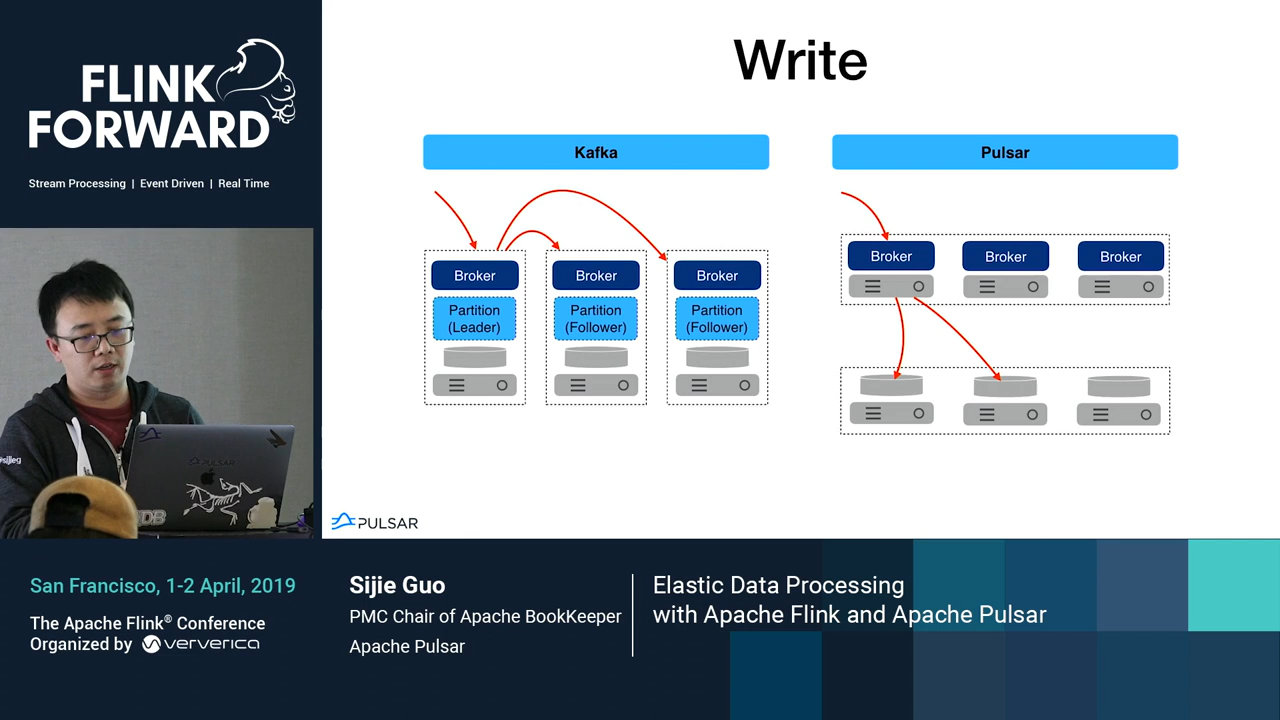 FLINK
FORWARD
Stream Processing | Event Driven | Real Time
@sijieg
PULSAR
Write
Kafka
Pulsar
Broker
Broker
Broker
Partition
(Leader)
Partition
(Follower)
Partition
(Follower)
Broker
Broker
Broker
PULSAR
San Francisco, 1-2 April, 2019
The Apache Flink® Conference
Organized by ververica
Sijie Guo
PMC Chair of Apache BookKeeper
Apache Pulsar
Elastic Data Processing
with Apache Flink and Apache Pulsar